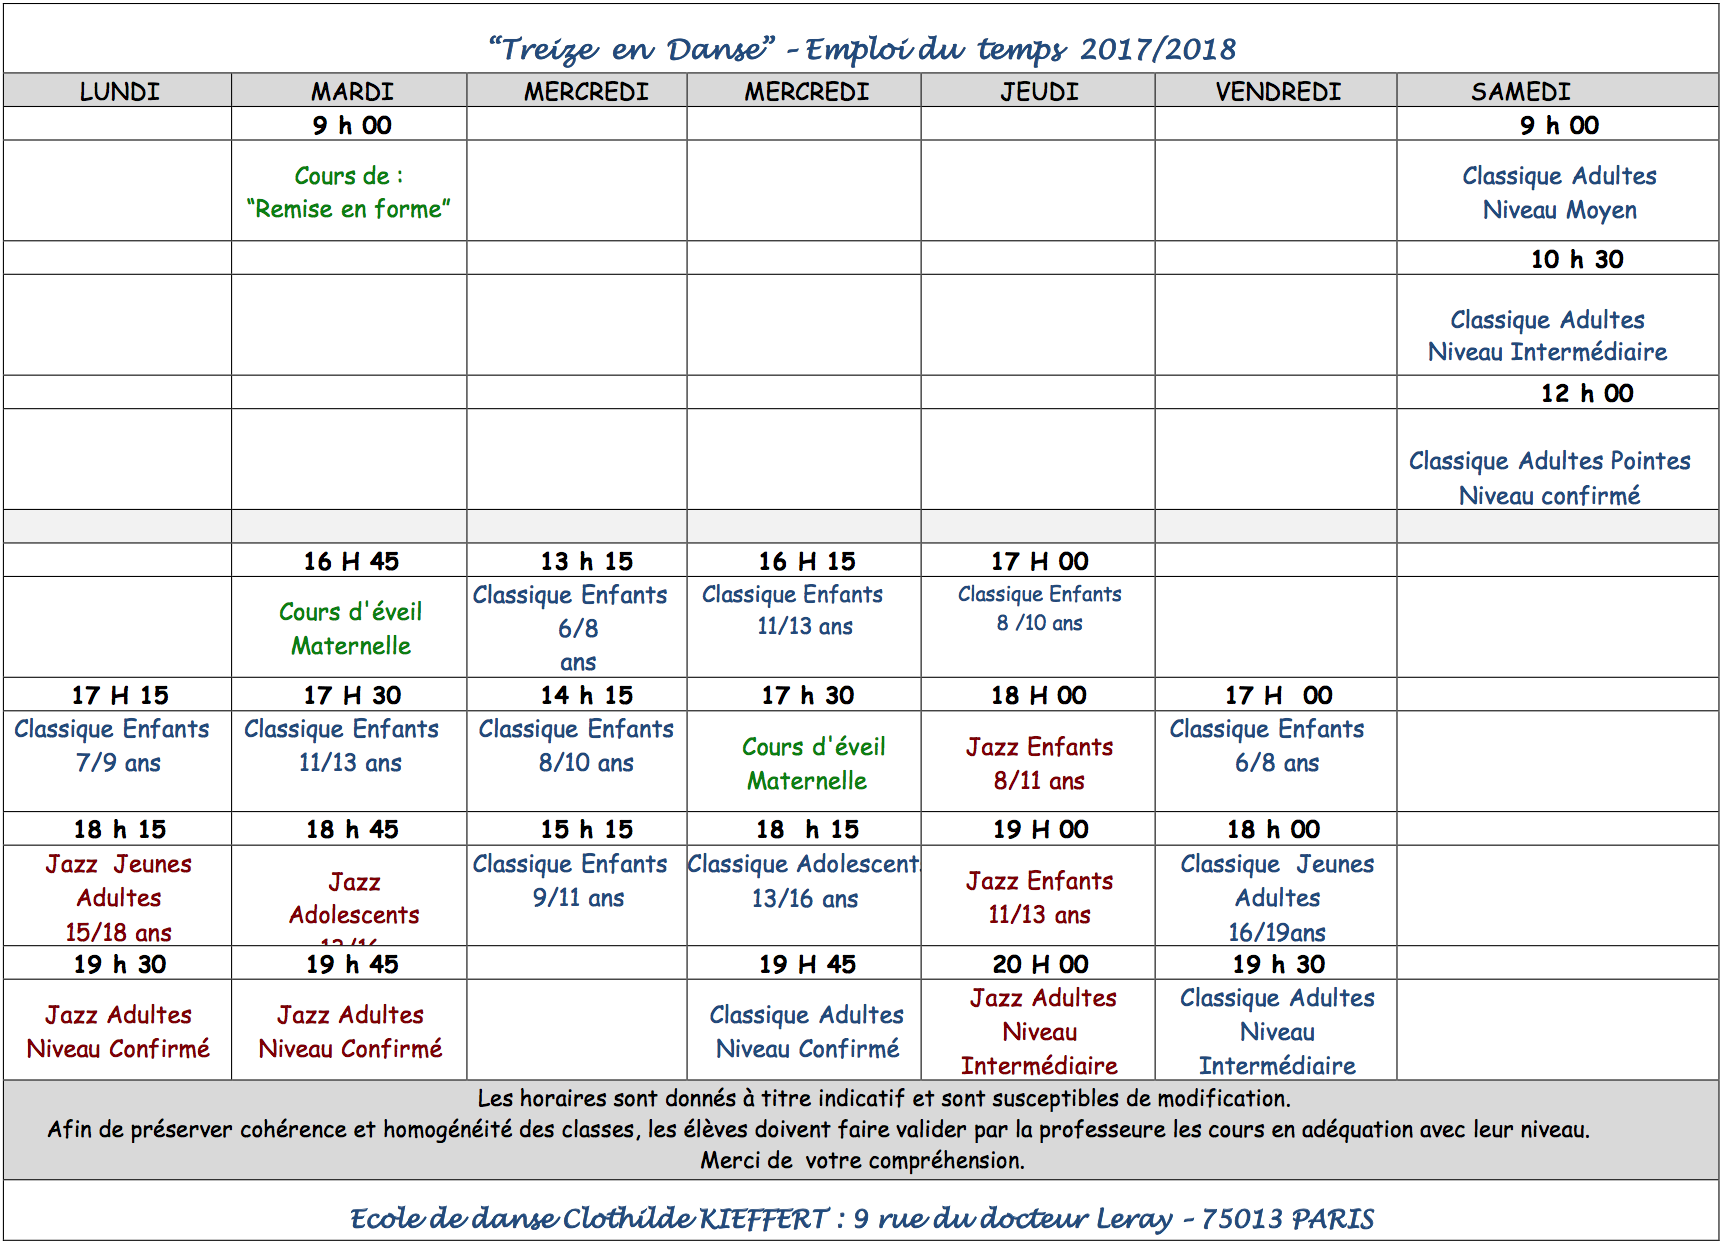 “Treize en Danse” – Emploi du temps 2017/2018
LUNDI MARDI MERCREDI MERCREDI JEUDI VENDREDI SAMEDI
9 h 00 9 h 00
Cours de :
“Remise en forme”
Classique Adultes
Niveau Moyen
10 h 30
Classique Adultes
Niveau Intermédiaire
12 h 00
Classique Adultes Pointes
Niveau confirmé
16 H 45 13 h 15 16 H 15 17 H 00
Cours d'éveil
Maternelle
Classique Enfants
6/8
ans
Classique Enfants
11/13 ans
Classique Enfants
8 /10 ans
17 H 15 17 H 30 14 h 15 17 h 30 18 H 00 17 H 00
Classique Enfants
7/9 ans
Classique Enfants
11/13 ans
Classique Enfants
8/10 ans
Cours d'éveil
Maternelle
Jazz Enfants
8/11 ans
Classique Enfants
6/8 ans
18 h 15 18 h 45 15 h 15 18 h 15 19 H 00 18 h 00
Jazz Jeunes
Adultes
15/18 ans
Jazz
Adolescents
Classique Enfants
9/11 ans
Classique Adolescent
13/16 ans
Jazz Enfants
11/13 ans
Classique Jeunes
Adultes
16/19ans
19 h 30 19 h 45 19 H 45 20 H 00 19 h 30
Jazz Adultes
Niveau Confirmé
Jazz Adultes
Niveau Confirmé
Classique Adultes
Niveau Confirmé
Jazz Adultes
Niveau
Intermédiaire
Classique Adultes
Niveau
Intermédiaire
Les horaires sont donnés à titre indicatif et sont susceptibles de modification.
Afin de préserver cohérence et homogénéité des classes, les élèves doivent faire valider par la professeure les cours en adéquation avec leur niveau.
Merci de votre compréhension.
Ecole de danse Clothilde KIEFFERT : 9 rue du docteur Leray – 75013 PARIS